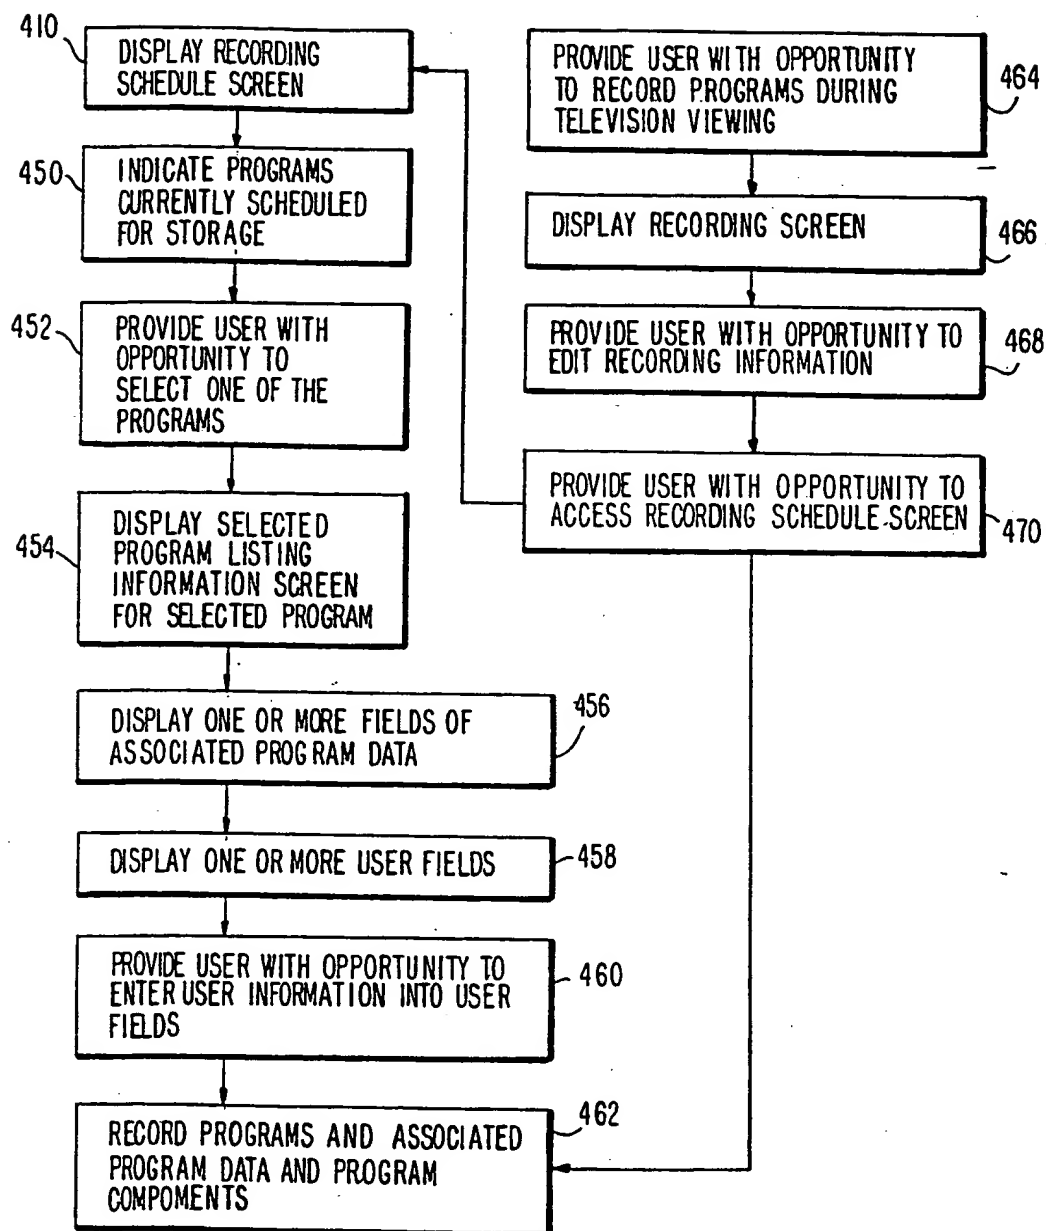 410
DISPLAY RECORDING
SCHEDULE SCREEN
450
INDICATE PROGRAMS
CURRENTLY SCHEDULED
FOR STORAGE
452
PROVIDE USER WITH
OPPORTUNITY TO
SELECT ONE OF THE
PROGRAMS
454
DISPLAY SELECTED
PROGRAM LISTING
INFORMATION SCREEN
FOR SELECTED PROGRAM
DISPLAY ONE OR MORE FIELDS OF
ASSOCIATED PROGRAM DATA
456
DISPLAY ONE OR MORE USER FIELDS
458
PROVIDE USER WITH OPPORTUNITY TO
ENTER USER INFORMATION INTO USER
FIELDS
460
RECORD PROGRAMS AND ASSOCIATED
PROGRAM DATA AND PROGRAM
COMPOMENTS
462
PROVIDE USER WITH OPPORTUNITY
TO RECORD PROGRAMS DURING
TELEVISION VIEWING
464
DISPLAY RECORDING SCREEN
466
PROVIDE USER WITH OPPORTUNITY TO
EDIT RECORDING INFORMATION
468
PROVIDE USER WITH OPPORTUNITY TO
ACCESS RECORDING SCHEDULE-SCREEN
470